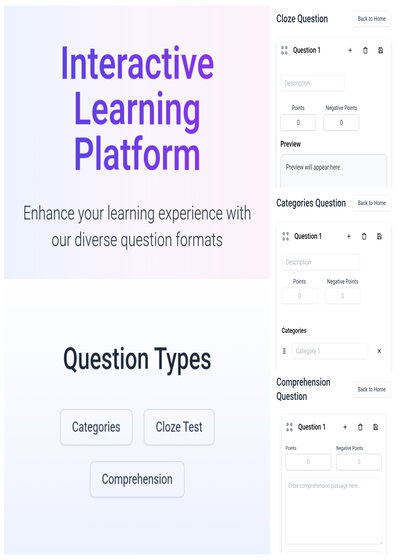 Interactive
Learning
Platform
Enhance your learning experience with
our diverse question formats
Question Types
Categories
Cloze Test
Comprehension
Cloze Question
Back to Home
Question 1
Description
Points
Negative Points
0
0
Preview
Preview will appear here...
Categories Question
Back to Home
Question 1
Description
Points
Negative Points
0
0
Categories
Category 1
x
Comprehension
Question
Back to Home
Question 1
Points
Negative Points
0
0
Enter comprehension passage here...